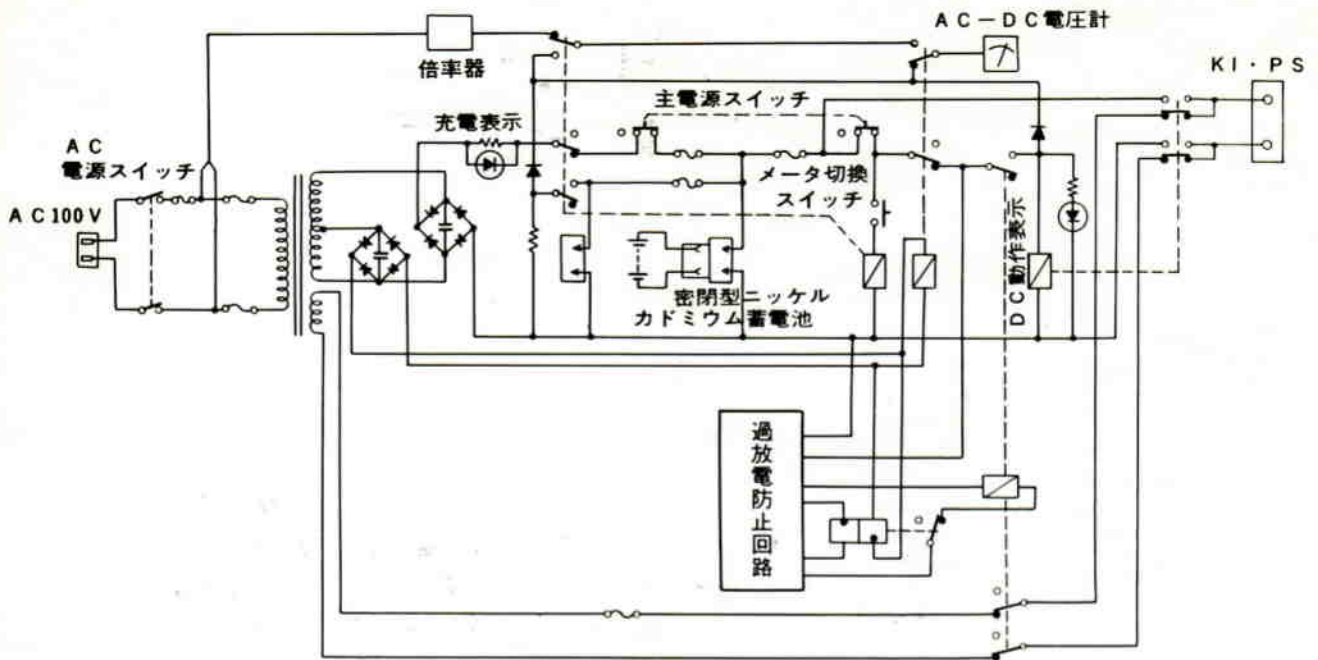 AC-DC電圧計
KI・PS
倍率器
主電源スイッチ
充電表示
AC
電源スイッチ
メータ切換
スイッチ
AC100V
DC動作表示
密閉型ニッケル
カドミウム蓄電池
過放電防止回路